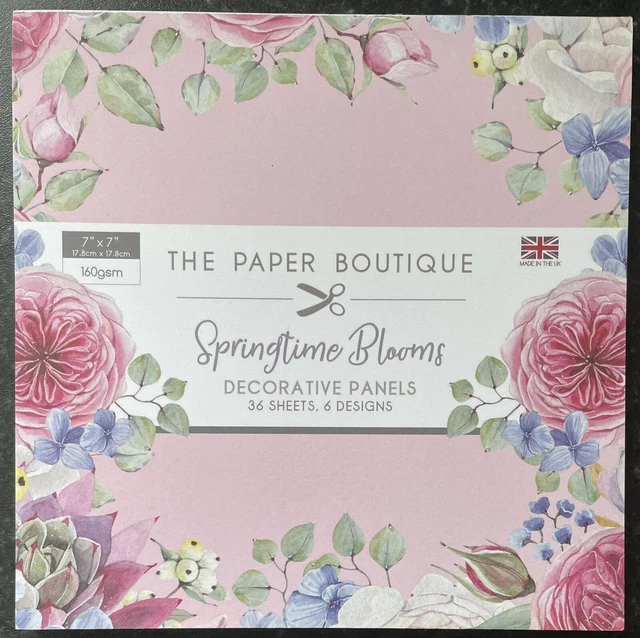 7" x 7"
17.8cm x 17.8cm
160gsm
THE PAPER BOUTIQUE
MADE IN THE UK
Springtime Blooms
DECORATIVE PANELS
36 SHEETS, 6 DESIGNS